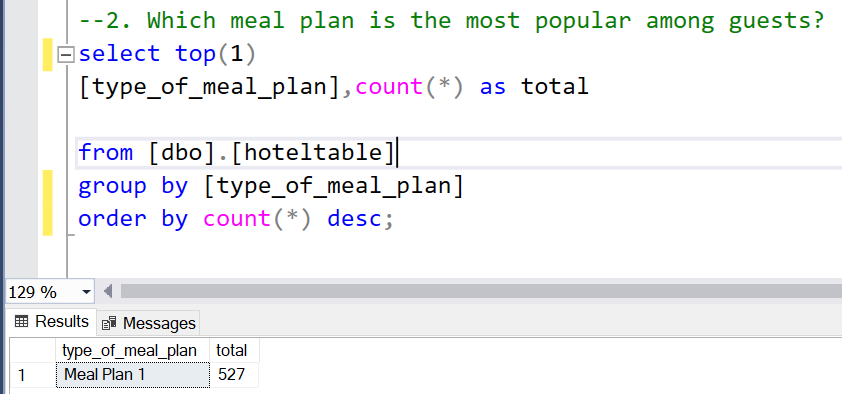 --2. Which meal plan is the most popular among guests?
select top(1)
[type_of_meal_plan],count(*) as total
from [dbo].[hoteltable]
group by [type_of_meal_plan]
order by count(*) desc;
129 %
Results Messages
type_of_meal_plan total
1 Meal Plan 1 527